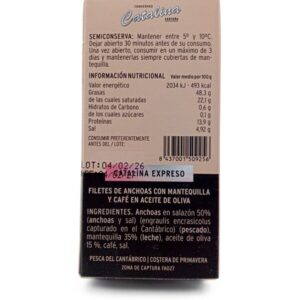 CONSERVAS
Catalina
SANTOÑA
SEMICONSERVA: Mantener entre 5º y 10ºC.
Dejar abierto 30 minutos antes de su consumo.
Una vez abierto, consumir en un máximo de 3
días y mantenerlas siempre cubiertas de man-
tequilla.
INFORMACIÓN NUTRICIONAL Valor medio por 100g
Valor energético 2034 kJ - 493 kcal
Grasas 48,3 g
de las cuales saturadas 22,1 g
Hidratos de Carbono 0,6 g
de los cuales azúcares 0,1 g
Proteínas 13,9 g
Sal 4,92 g
CONSUMIR PREFERENTEMENTE
ANTES DEL / LOTE:
8 437001 509256
LOT:04/02/26
CATALINA EXPRESO
FILETES DE ANCHOAS CON MANTEQUILLA
Y CAFÉ EN ACEITE DE OLIVA
INGREDIENTES. Anchoas en salazón 50%
(anchoas y sal) (engraulis encrasicolus
capturado en el Cantábrico) (pescado),
mantequilla 35% (leche), aceite de oliva
15 %, café, sal.
PESCA DEL CANTÁBRICO | COSTERA DE PRIMAVERA
ZONA DE CAPTURA FAO27